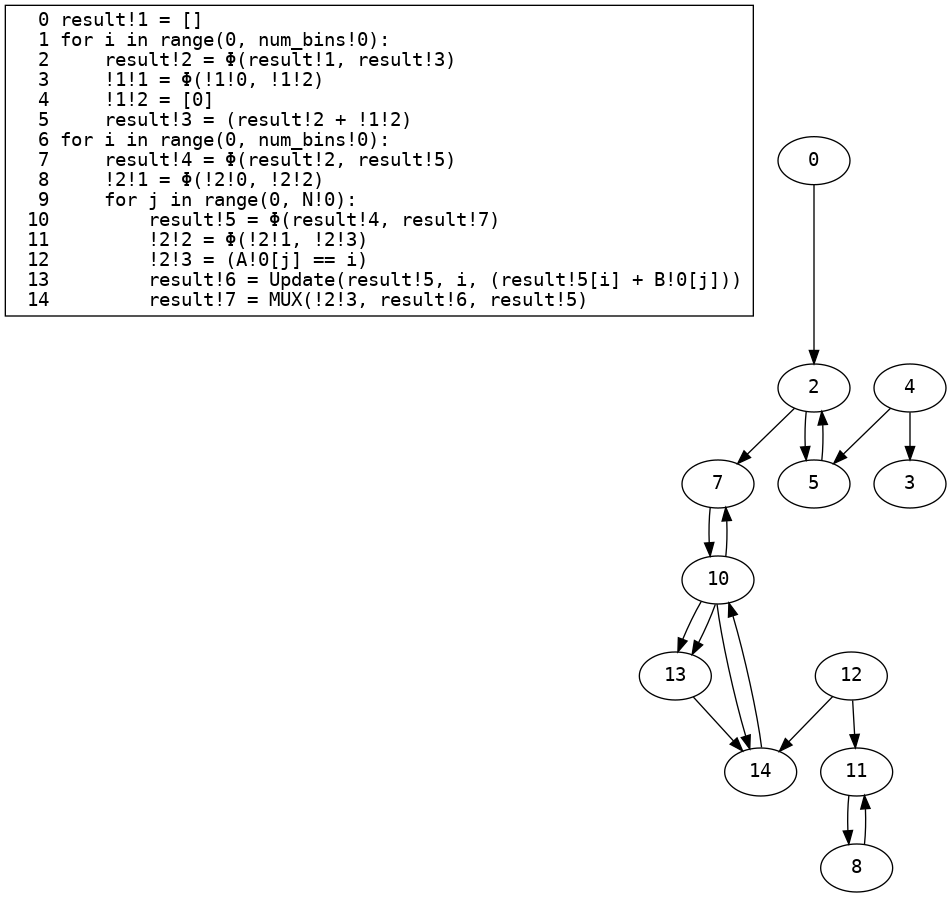 0 result!1 = []
1 for i in range(0, num_bins!0):
2     result!2 = Φ(result!1, result!3)
3     !1!1 = Φ(!1!0, !1!2)
4     !1!2 = [0]
5     result!3 = (result!2 + !1!2)
6 for i in range(0, num_bins!0):
7     result!4 = Φ(result!2, result!5)
8     !2!1 = Φ(!2!0, !2!2)
9     for j in range(0, N!0):
10         result!5 = Φ(result!4, result!7)
11         !2!2 = Φ(!2!1, !2!3)
12         !2!3 = (A!0[j] == i)
13         result!6 = Update(result!5, i, (result!5[i] + B!0[j]))
14         result!7 = MUX(!2!3, result!6, result!5)
0
2
4
7
5
3
10
13
12
14
11
8